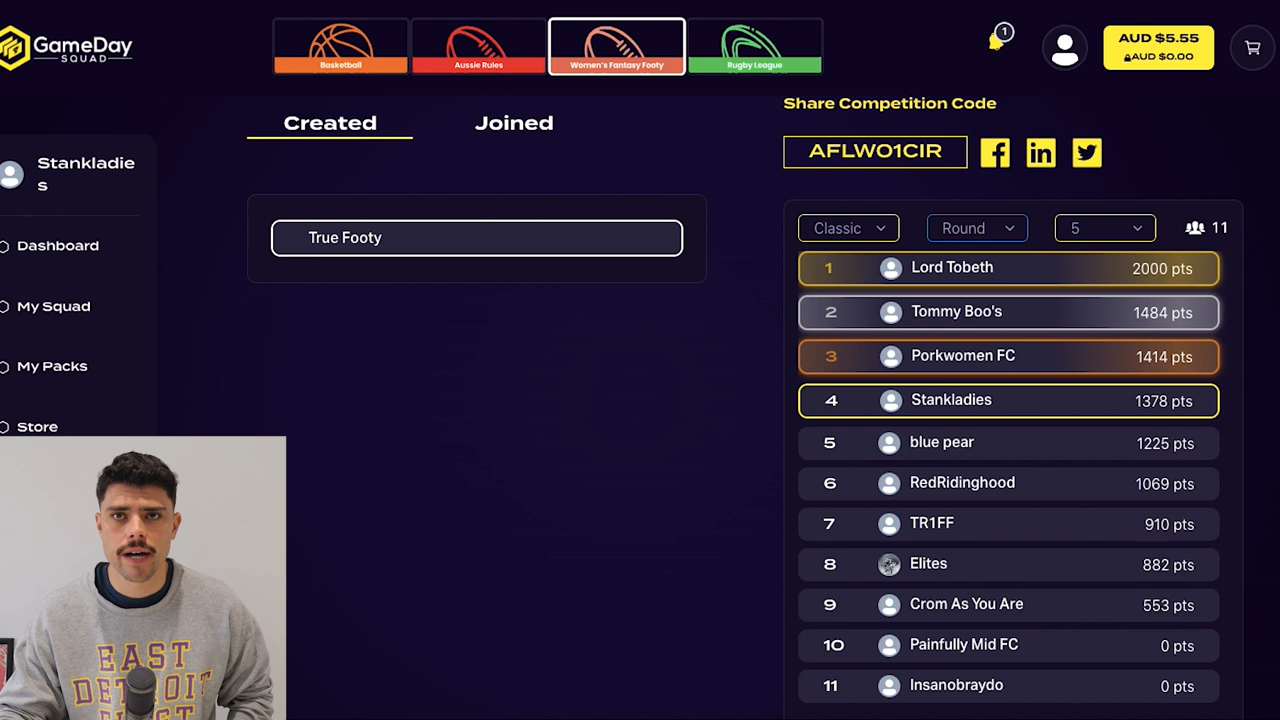 GameDay
SQUAD
Basketball
Aussie Rules
Women's Fantasy Footy
Rugby League
1
AUD $5.55
AUD $0.00
Stankladie
s
Dashboard
My Squad
My Packs
Store
Created
Joined
True Footy
Share Competition Code
AFLW01CIR
Classic
Round
5
11
1 Lord Tobeth 2000 pts
2 Tommy Boo's 1484 pts
3 Porkwomen FC 1414 pts
4 Stankladies 1378 pts
5 blue pear 1225 pts
6 RedRidinghood 1069 pts
7 TR1FF 910 pts
8 Elites 882 pts
9 Crom As You Are 553 pts
10 Painfully Mid FC 0 pts
11 Insanobraydo 0 pts
EAST
DETROIT
EAST